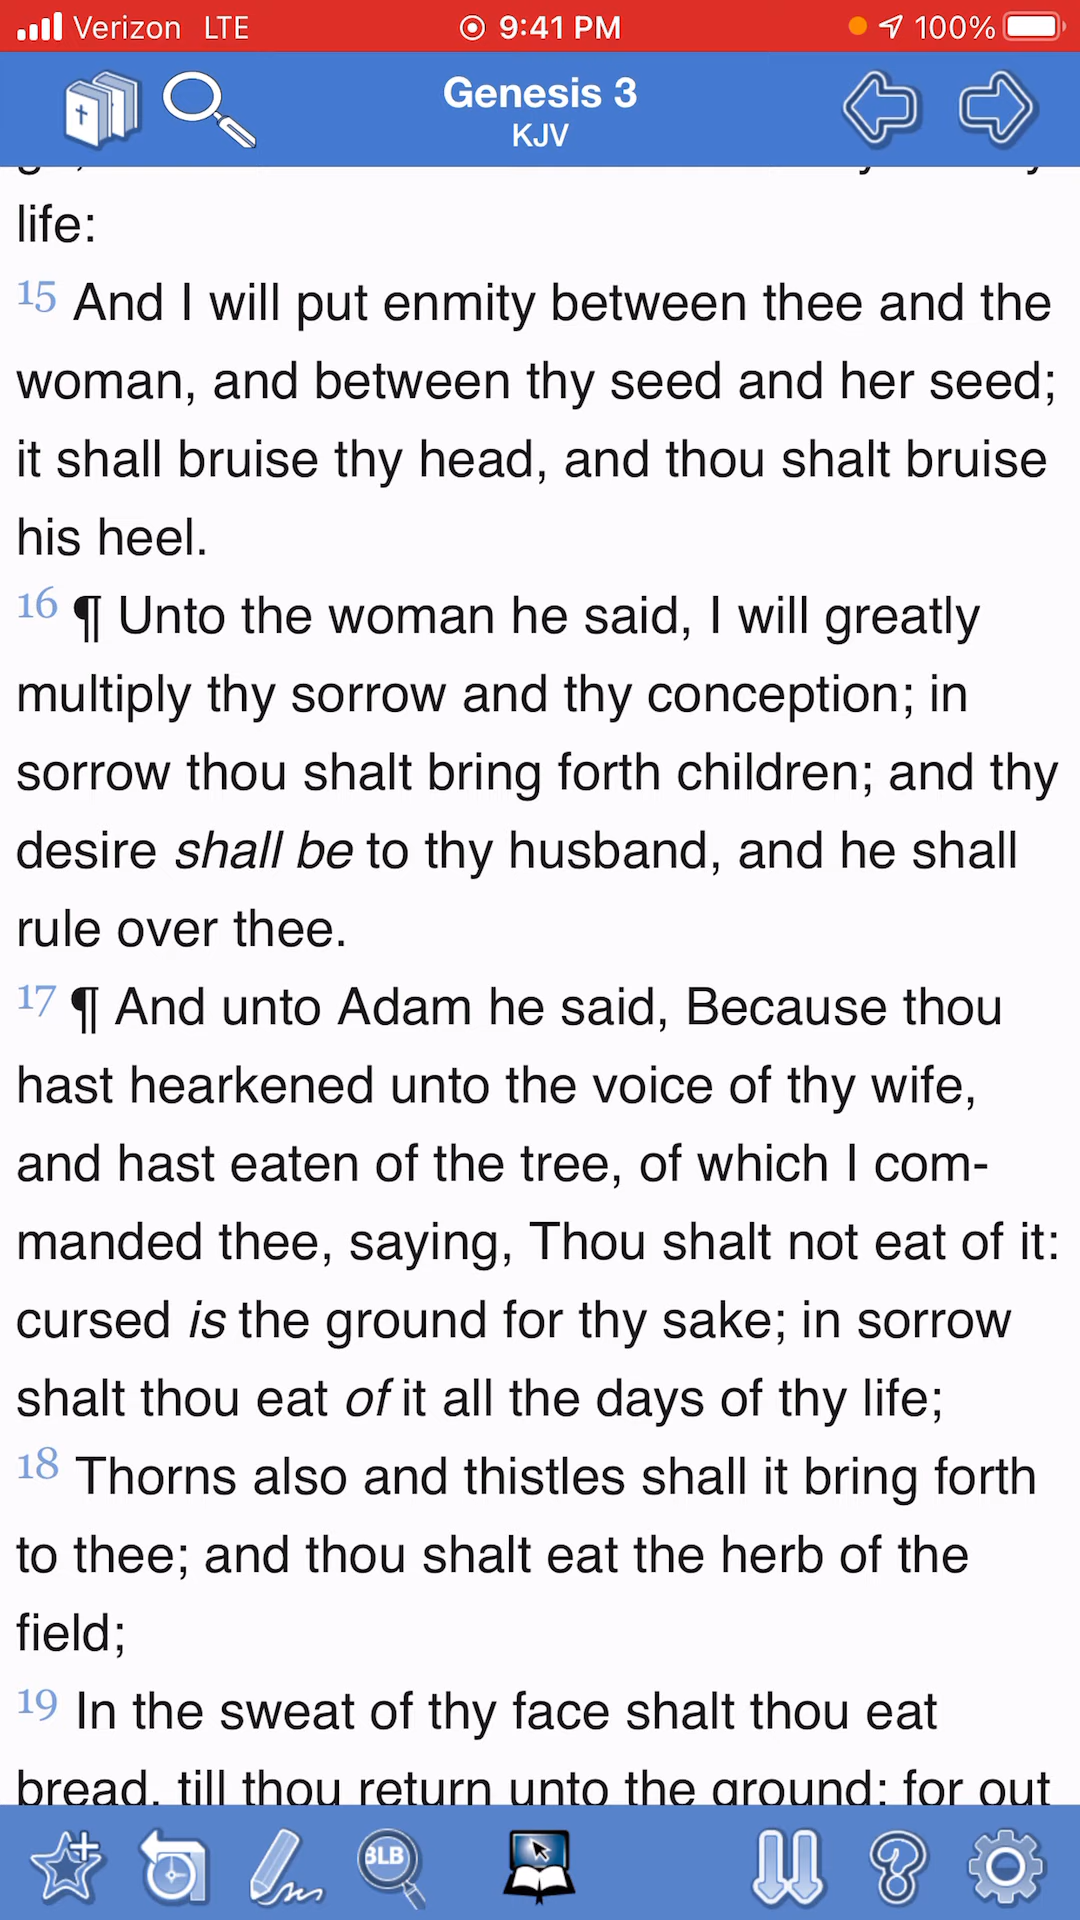 Verizon LTE 9:41 PM 100%
Genesis 3
KJV
life:
15 And I will put enmity between thee and the
woman, and between thy seed and her seed;
it shall bruise thy head, and thou shalt bruise
his heel.
16 ¶ Unto the woman he said, I will greatly
multiply thy sorrow and thy conception; in
sorrow thou shalt bring forth children; and thy
desire shall be to thy husband, and he shall
rule over thee.
17 ¶ And unto Adam he said, Because thou
hast hearkened unto the voice of thy wife,
and hast eaten of the tree, of which I com-
manded thee, saying, Thou shalt not eat of it:
cursed is the ground for thy sake; in sorrow
shalt thou eat of it all the days of thy life;
18 Thorns also and thistles shall it bring forth
to thee; and thou shalt eat the herb of the
field;
19 In the sweat of thy face shalt thou eat
bread, till thou return unto the ground; for out
BLB